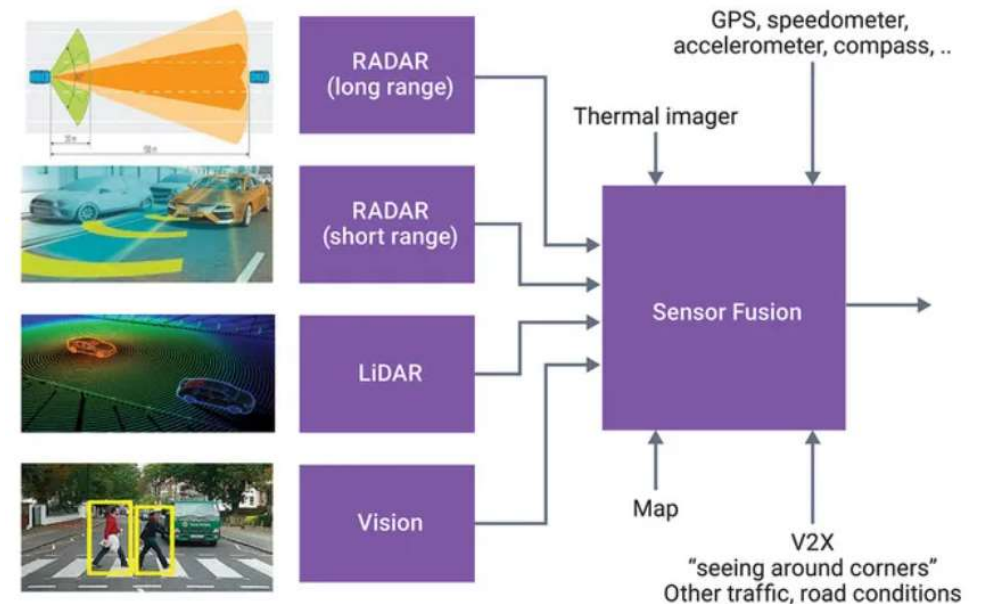 GPS, speedometer,
accelerometer, compass, ..
RADAR
(long range)
Thermal imager
RADAR
(short range)
Sensor Fusion
LiDAR
Vision
Map
V2X
“seeing around corners”
Other traffic, road conditions